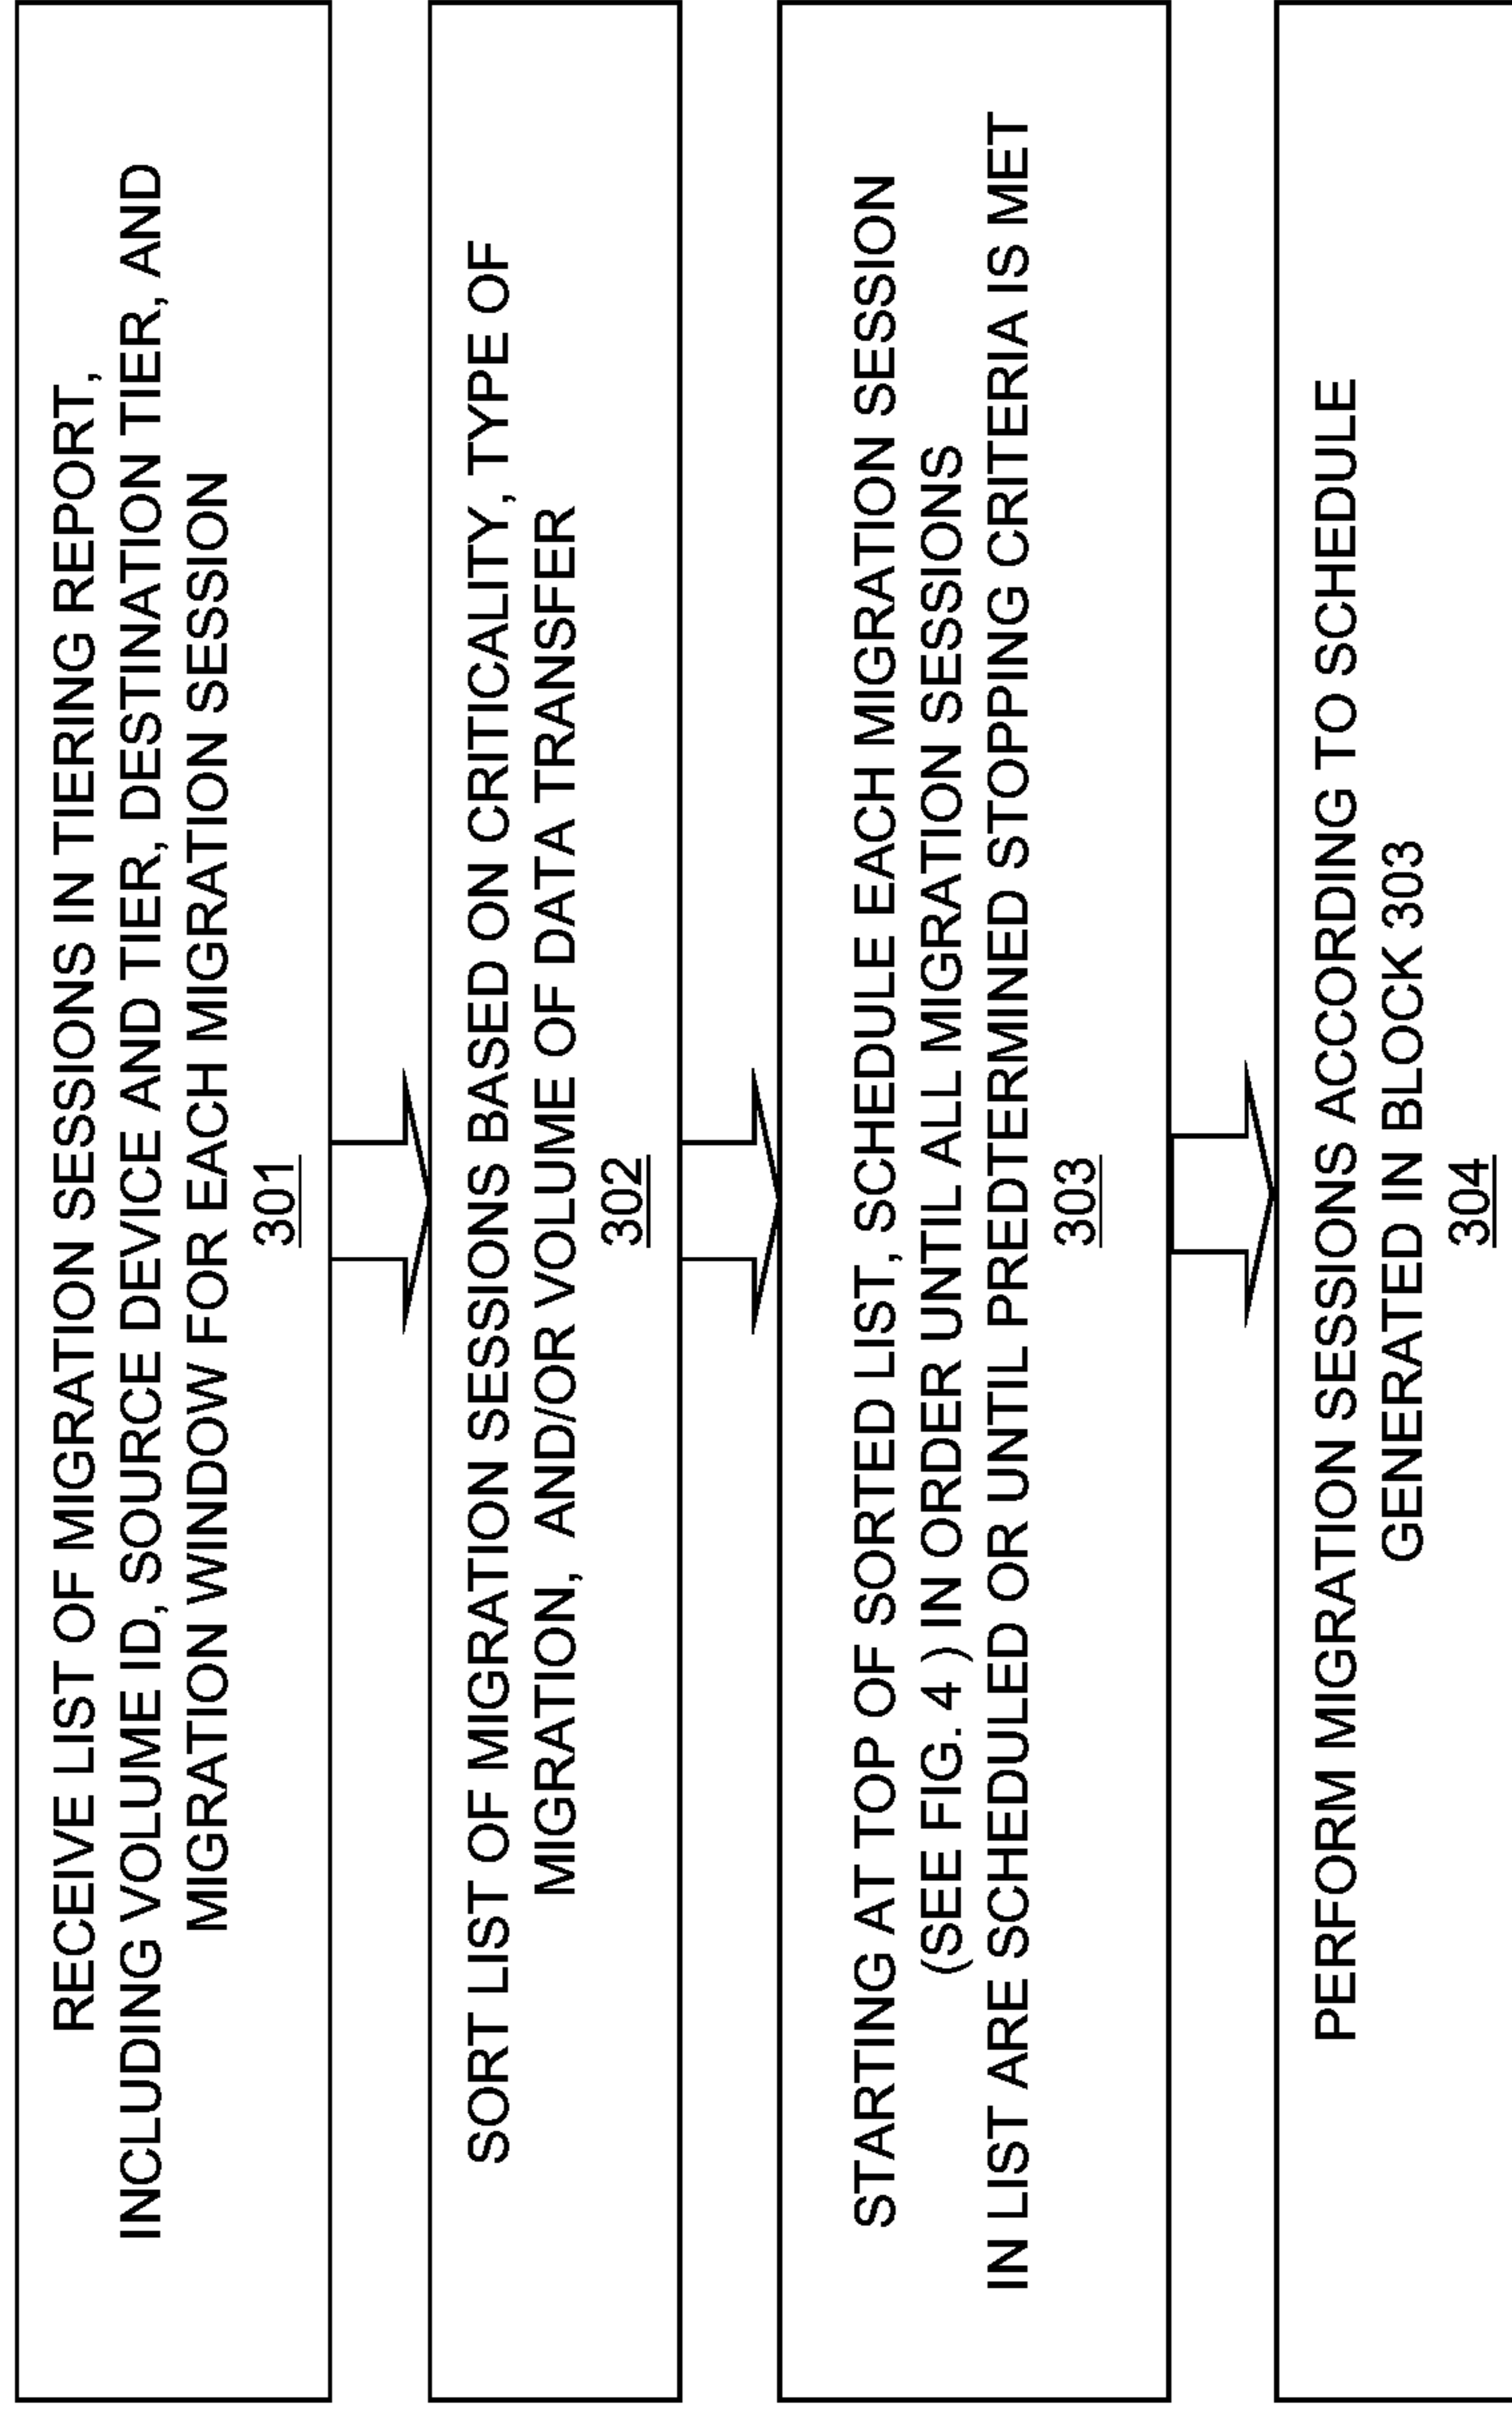 RECEIVE LIST OF MIGRATION SESSIONS IN TIERING REPORT,
INCLUDING VOLUME ID, SOURCE DEVICE AND TIER, DESTINATION TIER, AND
MIGRATION WINDOW FOR EACH MIGRATION SESSION
301
SORT LIST OF MIGRATION SESSIONS BASED ON CRITICALITY, TYPE OF
MIGRATION, AND/OR VOLUME OF DATA TRANSFER
302
STARTING AT TOP OF SORTED LIST, SCHEDULE EACH MIGRATION SESSION
(SEE FIG. 4 ) IN ORDER UNTIL ALL MIGRATION SESSIONS
IN LIST ARE SCHEDULED OR UNTIL PREDTERMINED STOPPING CRITERIA IS MET
303
PERFORM MIGRATION SESSIONS ACCORDING TO SCHEDULE
GENERATED IN BLOCK 303
304